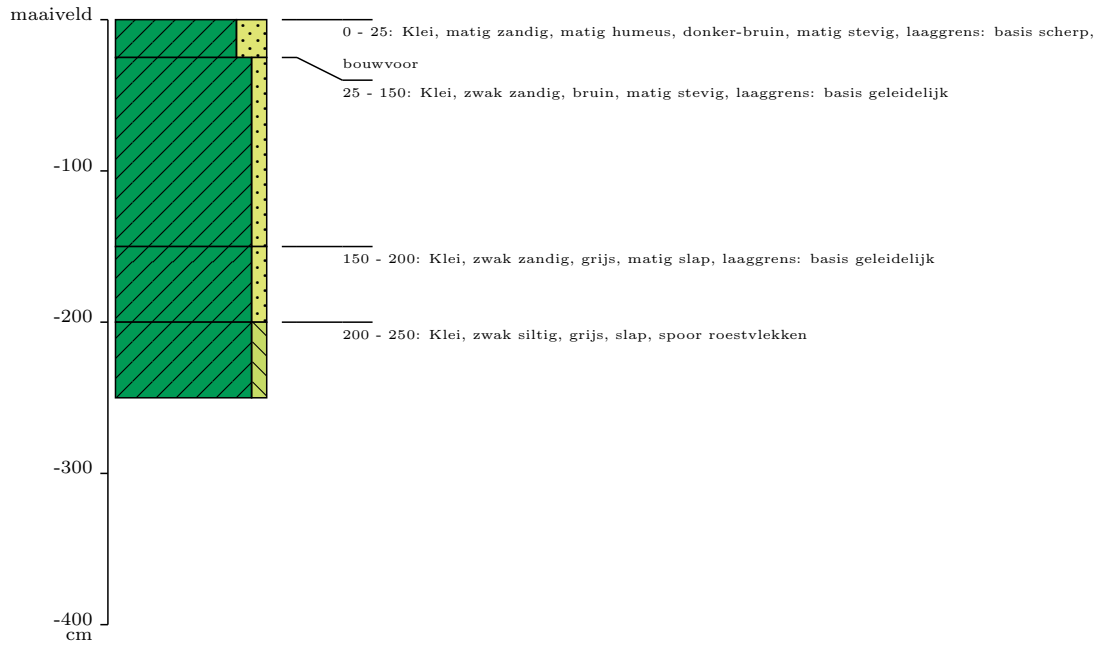 maaiveld
0 - 25: Klei, matig zandig, matig humeus, donker-bruin, matig stevig, laaggrens: basis scherp,
bouwvoor
25 - 150: Klei, zwak zandig, bruin, matig stevig, laaggrens: basis geleidelijk
-100
150 - 200: Klei, zwak zandig, grijs, matig slap, laaggrens: basis geleidelijk
-200
200 - 250: Klei, zwak siltig, grijs, slap, spoor roestvlekken
-300
-400
cm